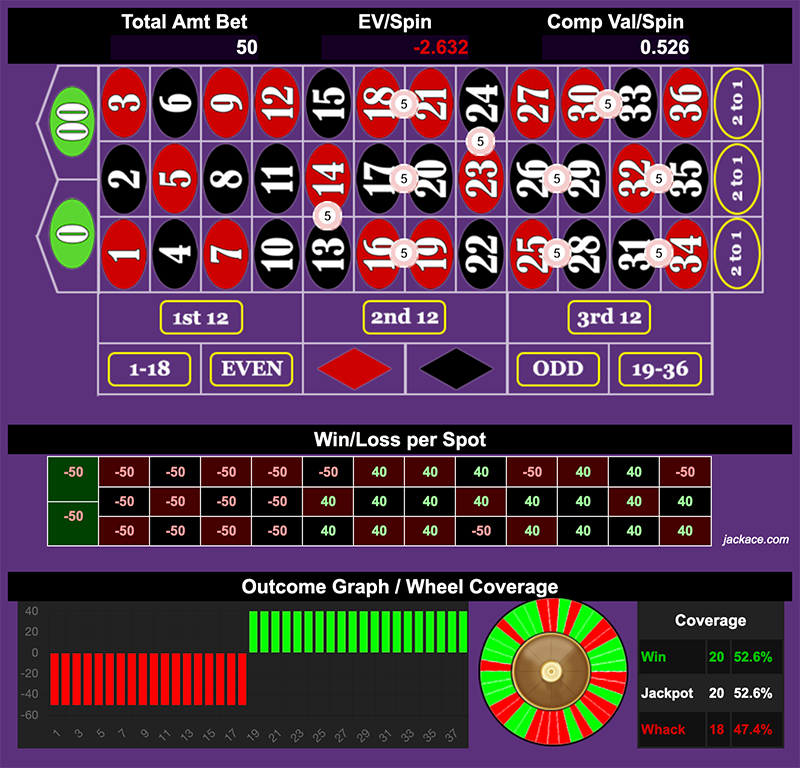 Total Amt Bet EV/Spin Comp Val/Spin
50 -2.632 0.526
00 3 6 9 12 15 18 5 21 24 27 30 5 33 36 2 to 1
5
2 5 8 11 14 17 5 20 23 26 5 29 32 5 35 2 to 1
5
0 1 4 7 10 13 16 5 19 22 25 5 28 31 5 34 2 to 1
1st 12 2nd 12 3rd 12
1-18 EVEN ODD 19-36
Win/Loss per Spot
-50 -50 -50 -50 -50 -50 40 40 40 -50 40 40 -50
-50 -50 -50 -50 40 40 40 40 40 40 40 40
-50 -50 -50 -50 -50 40 40 40 -50 40 40 40 40
jackace.com
Outcome Graph / Wheel Coverage
40
20
0
-20
-40
-60
1 3 5 7 9 11 13 15 17 19 21 23 25 27 29 31 33 35 37
Coverage
Win 20 52.6%
Jackpot 20 52.6%
Whack 18 47.4%